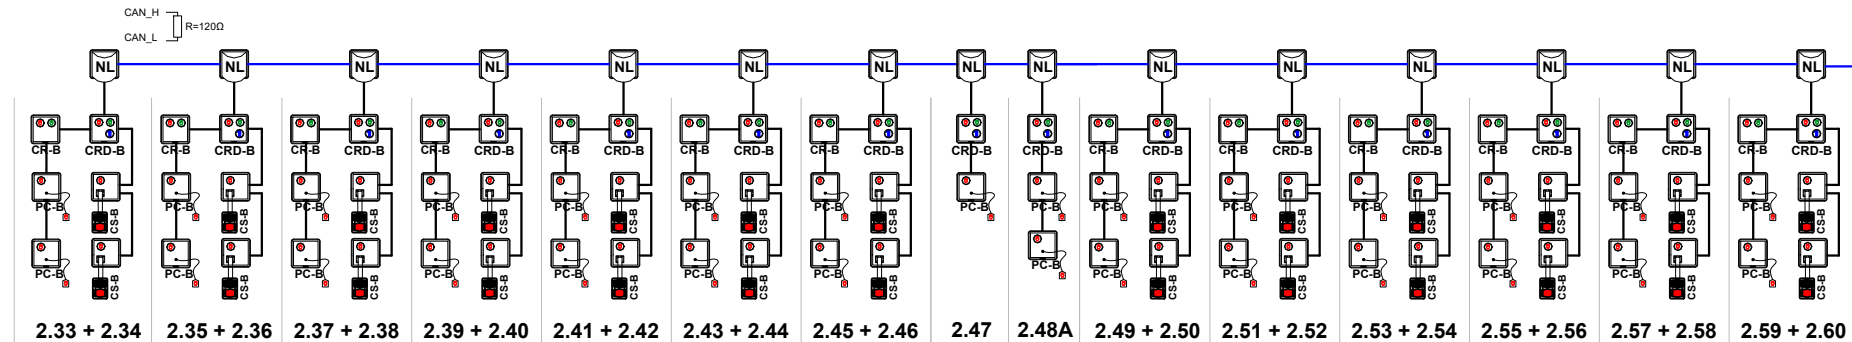 CAN_H
R=120Ω
CAN_L
NL NL NL NL NL NL NL NL NL NL NL NL NL NL NL
CR-B CRD-B CR-B CRD-B CR-B CRD-B CR-B CRD-B CR-B CRD-B CR-B CRD-B CR-B CRD-B CRD-B CRD-B CR-B CRD-B CR-B CRD-B CR-B CRD-B CR-B CRD-B CR-B CRD-B CR-B CRD-B
PC-B CS-B PC-B CS-B PC-B CS-B PC-B CS-B PC-B CS-B PC-B CS-B PC-B CS-B PC-B PC-B PC-B CS-B PC-B CS-B PC-B CS-B PC-B CS-B PC-B CS-B PC-B CS-B
PC-B CS-B PC-B CS-B PC-B CS-B PC-B CS-B PC-B CS-B PC-B CS-B PC-B CS-B PC-B PC-B CS-B PC-B CS-B PC-B CS-B PC-B CS-B PC-B CS-B PC-B CS-B
2.33 + 2.34 2.35 + 2.36 2.37 + 2.38 2.39 + 2.40 2.41 + 2.42 2.43 + 2.44 2.45 + 2.46 2.47 2.48A 2.49 + 2.50 2.51 + 2.52 2.53 + 2.54 2.55 + 2.56 2.57 + 2.58 2.59 + 2.60